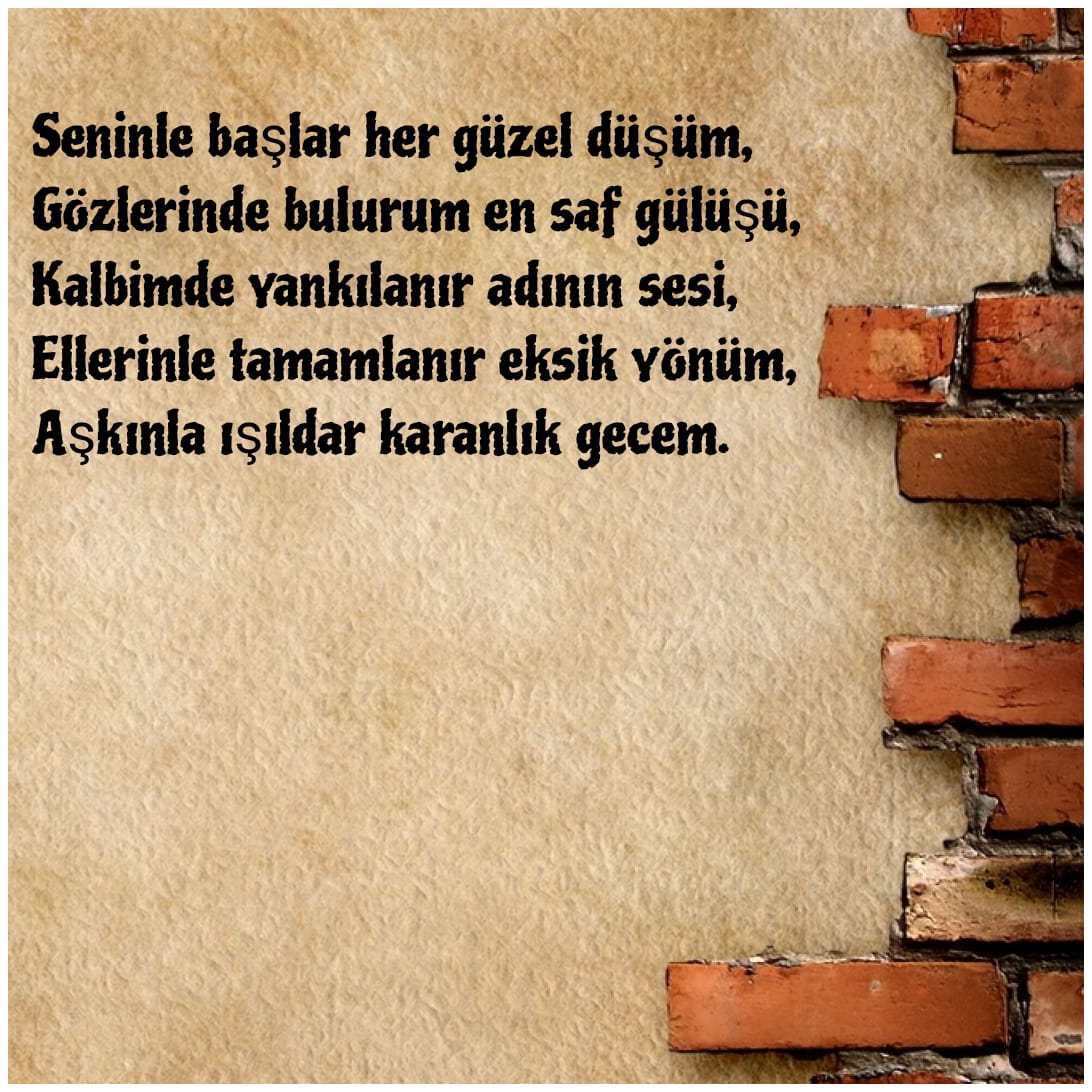 Seninle başlar her güzel düşüm,
Gözlerinde bulurum en saf gülüşü,
Kalbimde yankılanır adının sesi,
Ellerinle tamamlanır eksik yönüm,
Aşkınla ışıldar karanlık gecem.